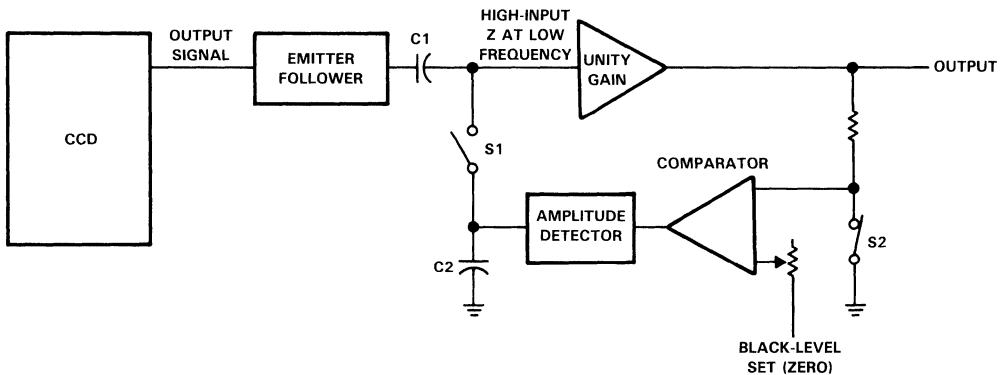 CCD
OUTPUT
SIGNAL
EMITTER
FOLLOWER
C1
HIGH-INPUT
Z AT LOW
FREQUENCY
UNITY
GAIN
OUTPUT
S1
COMPARATOR
AMPLITUDE
DETECTOR
C2
S2
BLACK-LEVEL
SET (ZERO)